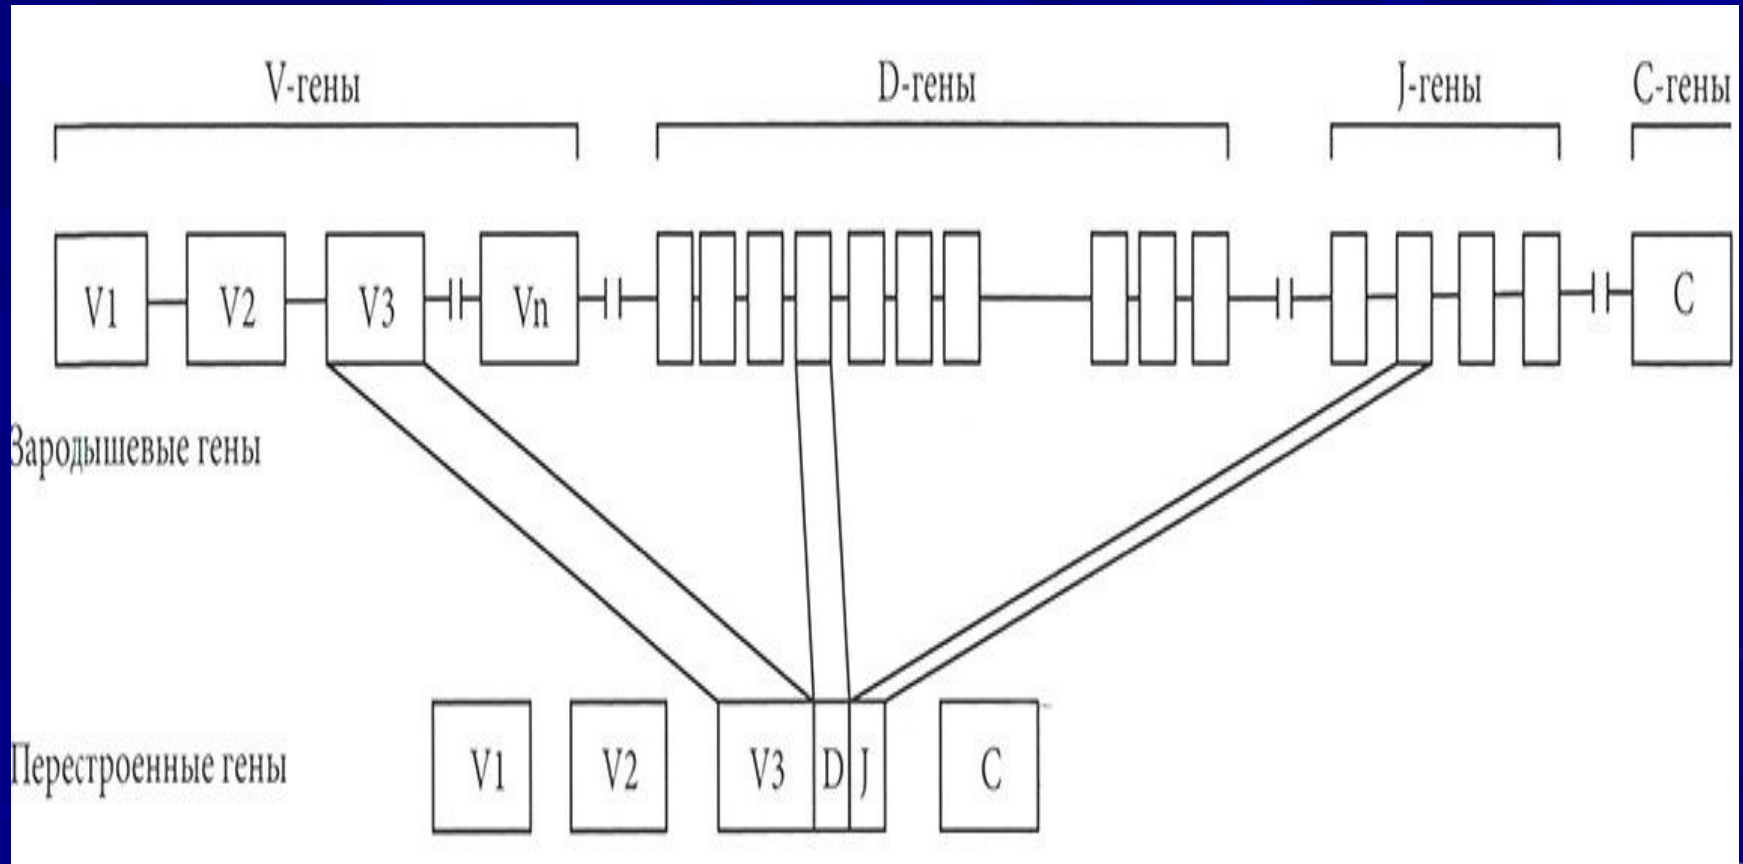 V-гены D-гены J-гены C-гены
V1 V2 V3 Vn C
Зародышевые гены
Перестроенные гены V1 V2 V3 D J C